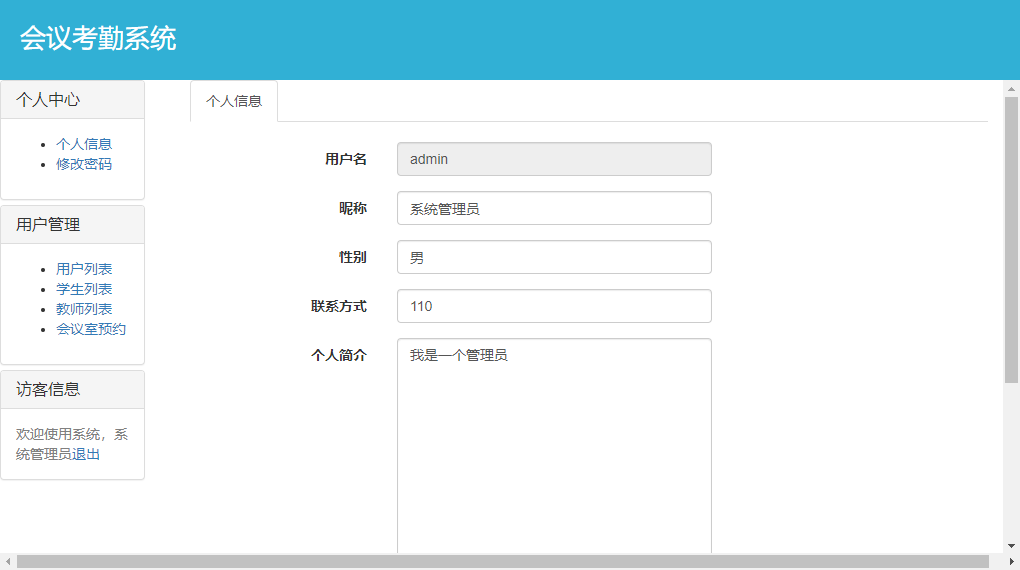 会议考勤系统
个人中心
个人信息
修改密码
用户管理
用户列表
学生列表
教师列表
会议室预约
访客信息
欢迎使用系统，系
统管理员退出
个人信息
用户名 admin
昵称 系统管理员
性别 男
联系方式 110
个人简介 我是一个管理员